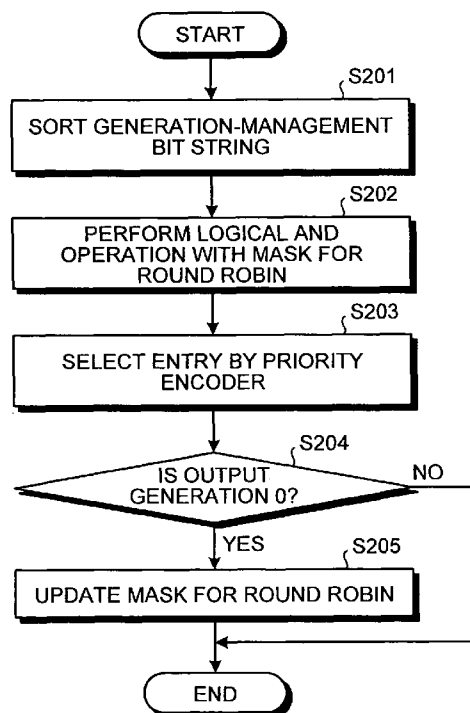 START
S201
SORT GENERATION-MANAGEMENT
BIT STRING
S202
PERFORM LOGICAL AND
OPERATION WITH MASK FOR
ROUND ROBIN
S203
SELECT ENTRY BY PRIORITY
ENCODER
S204
IS OUTPUT
GENERATION 0?
NO
YES
S205
UPDATE MASK FOR ROUND ROBIN
END